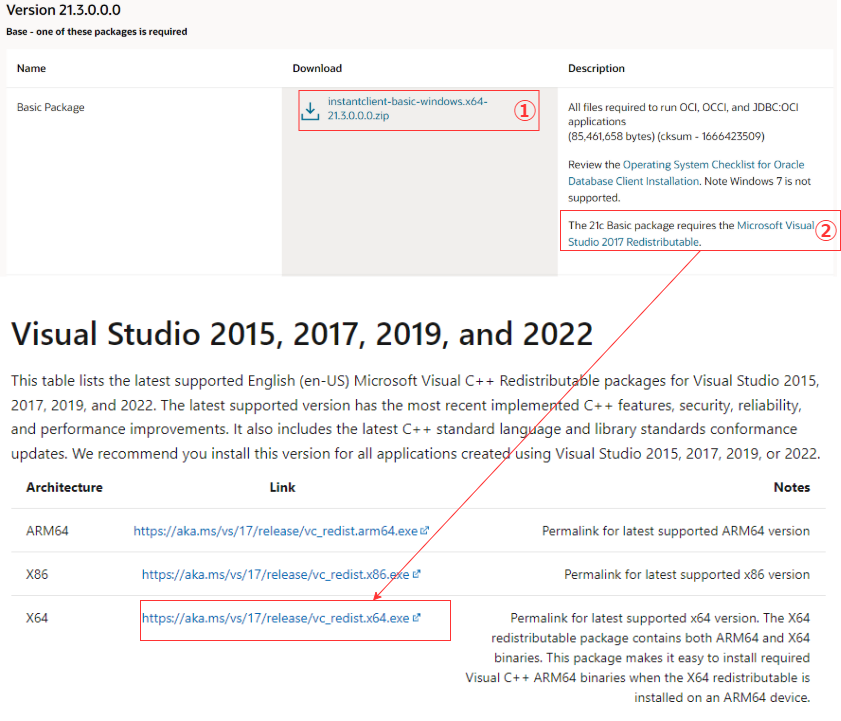 Version 21.3.0.0.0
Base - one of these packages is required
Name Download Description
Basic Package
instantclient-basic-windows.x64-
21.3.0.0.0.zip
①
All files required to run OCI, OCCI, and JDBC:OCI
applications
(85,461,658 bytes) (cksum - 1666423509)
Review the Operating System Checklist for Oracle
Database Client Installation. Note Windows 7 is not
supported.
The 21c Basic package requires the Microsoft Visual
Studio 2017 Redistributable.
②
Visual Studio 2015, 2017, 2019, and 2022
This table lists the latest supported English (en-US) Microsoft Visual C++ Redistributable packages for Visual Studio 2015,
2017, 2019, and 2022. The latest supported version has the most recent implemented C++ features, security, reliability,
and performance improvements. It also includes the latest C++ standard language and library standards conformance
updates. We recommend you install this version for all applications created using Visual Studio 2015, 2017, 2019, or 2022.
Architecture Link Notes
ARM64 https://aka.ms/vs/17/release/vc_redist.arm64.exe Permalink for latest supported ARM64 version
X86 https://aka.ms/vs/17/release/vc_redist.x86.exe Permalink for latest supported x86 version
X64 https://aka.ms/vs/17/release/vc_redist.x64.exe Permalink for latest supported x64 version. The X64
redistributable package contains both ARM64 and X64
binaries. This package makes it easy to install required
Visual C++ ARM64 binaries when the X64 redistributable is
installed on an ARM64 device.